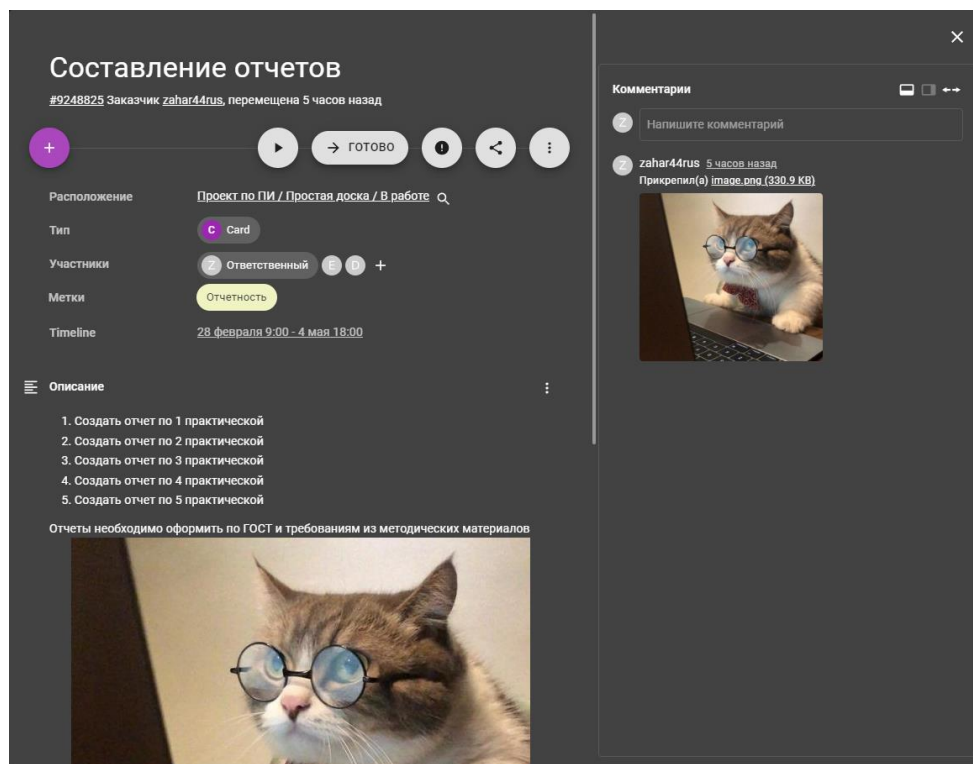 Составление отчетов
#9248825 Заказчик zahar44rus, перемещена 5 часов назад
+
→ ГОТОВО
Расположение Проект по ПИ / Простая доска / В работе
Тип C Card
Участники Z Ответственный E D +
Метки Отчетность
Timeline 28 февраля 9:00 - 4 мая 18:00
Описание
1. Создать отчет по 1 практической
2. Создать отчет по 2 практической
3. Создать отчет по 3 практической
4. Создать отчет по 4 практической
5. Создать отчет по 5 практической
Отчеты необходимо оформить по ГОСТ и требованиям из методических материалов
Комментарии
Z Напишите комментарий
Z zahar44rus 5 часов назад
Прикрепил(а) image.png (330.9 KB)